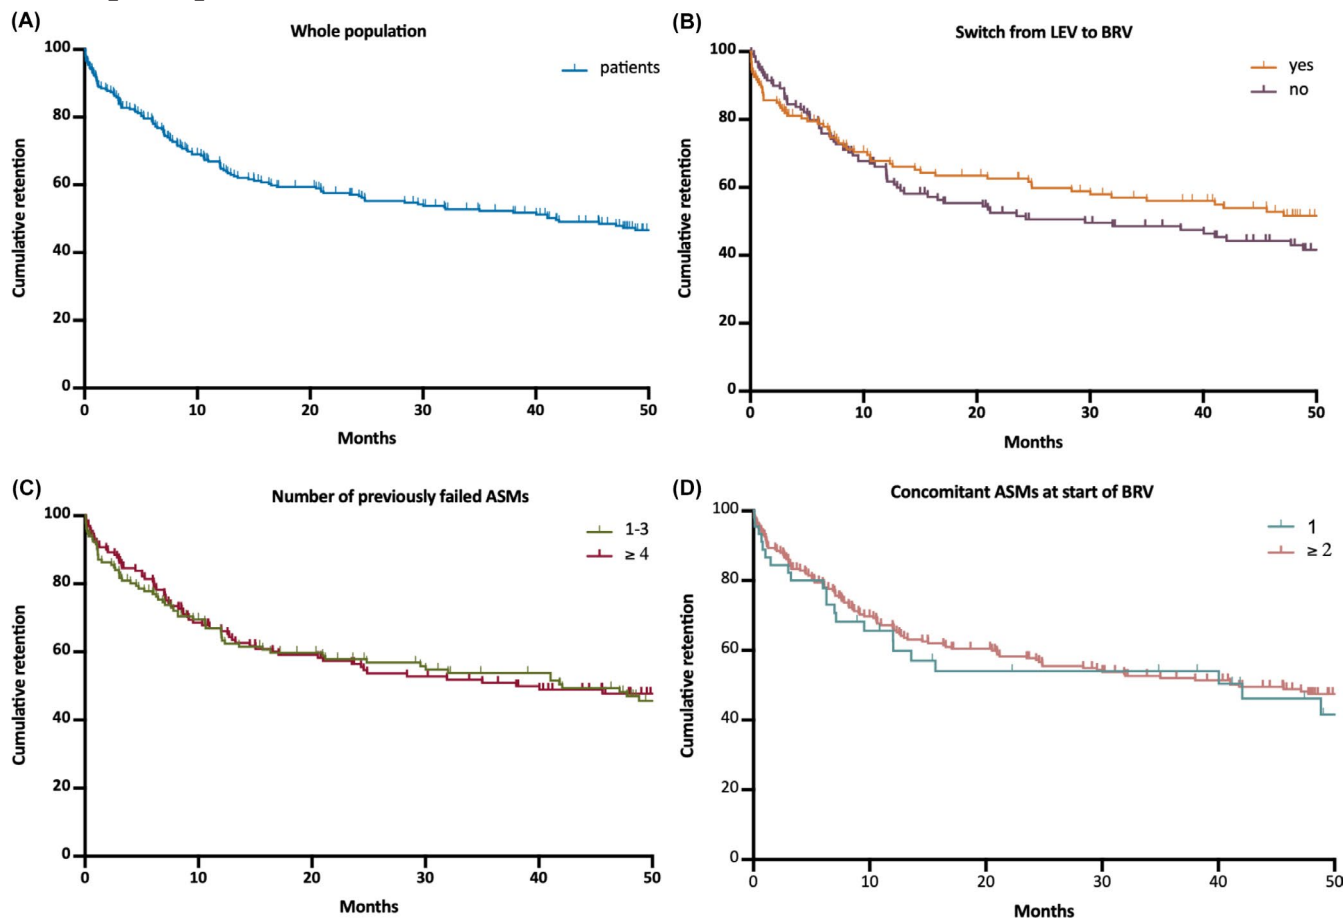 (A)
Whole population
patients
Cumulative retention
100
80
60
40
20
0
0 10 20 30 40 50
Months
(B)
Switch from LEV to BRV
yes
no
Cumulative retention
100
80
60
40
20
0
0 10 20 30 40 50
Months
(C)
Number of previously failed ASMs
1-3
≥ 4
Cumulative retention
100
80
60
40
20
0
0 10 20 30 40 50
Months
(D)
Concomitant ASMs at start of BRV
1
≥ 2
Cumulative retention
100
80
60
40
20
0
0 10 20 30 40 50
Months